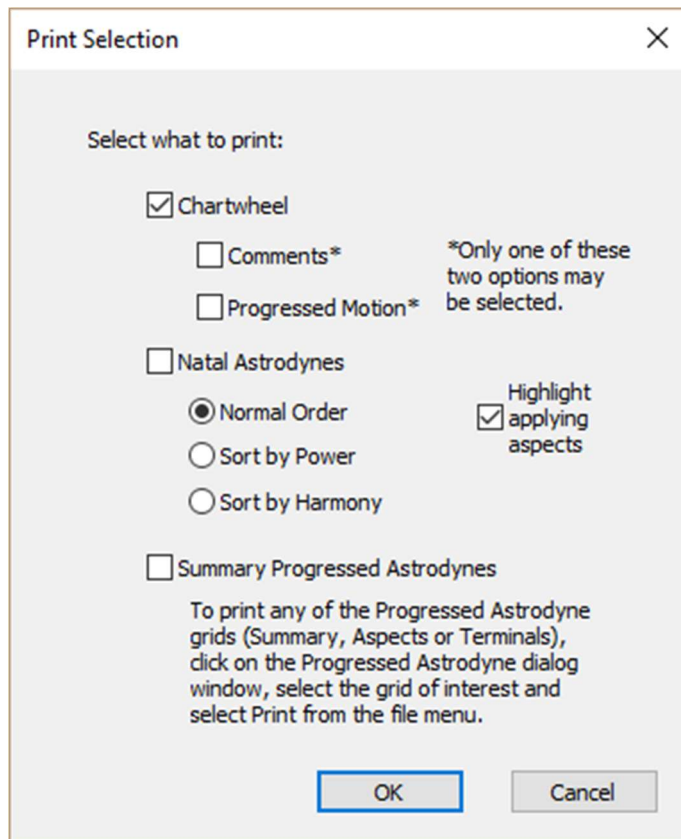 Print Selection
Select what to print:
Chartwheel
Comments*
*Only one of these
two options may
be selected.
Progressed Motion*
Natal Astrodynes
Normal Order
Highlight
applying
aspects
Sort by Power
Sort by Harmony
Summary Progressed Astrodynes
To print any of the Progressed Astrodyne
grids (Summary, Aspects or Terminals),
click on the Progressed Astrodyne dialog
window, select the grid of interest and
select Print from the file menu.
OK
Cancel